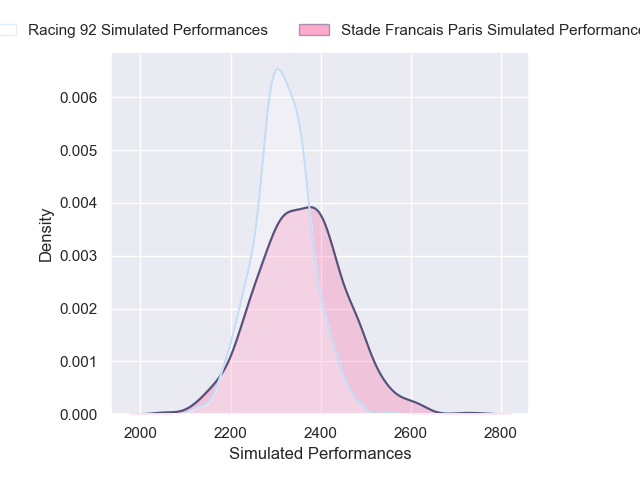 Racing 92 Simulated Performances Stade Francais Paris Simulated Performanc
0.006
0.005
0.004
0.003
0.002
0.001
0.000
Density
2000 2200 2400 2600 2800
Simulated Performances